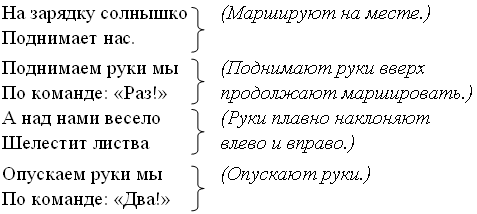 На зарядку солнышко (Маршируют на месте.)
Поднимает нас.
Поднимаем руки мы (Поднимают руки вверх
По команде: «Раз!» продолжают маршировать.)
А над нами весело (Руки плавно наклоняют
Шелестит листва влево и вправо.)
Опускаем руки мы (Опускают руки.)
По команде: «Два!»